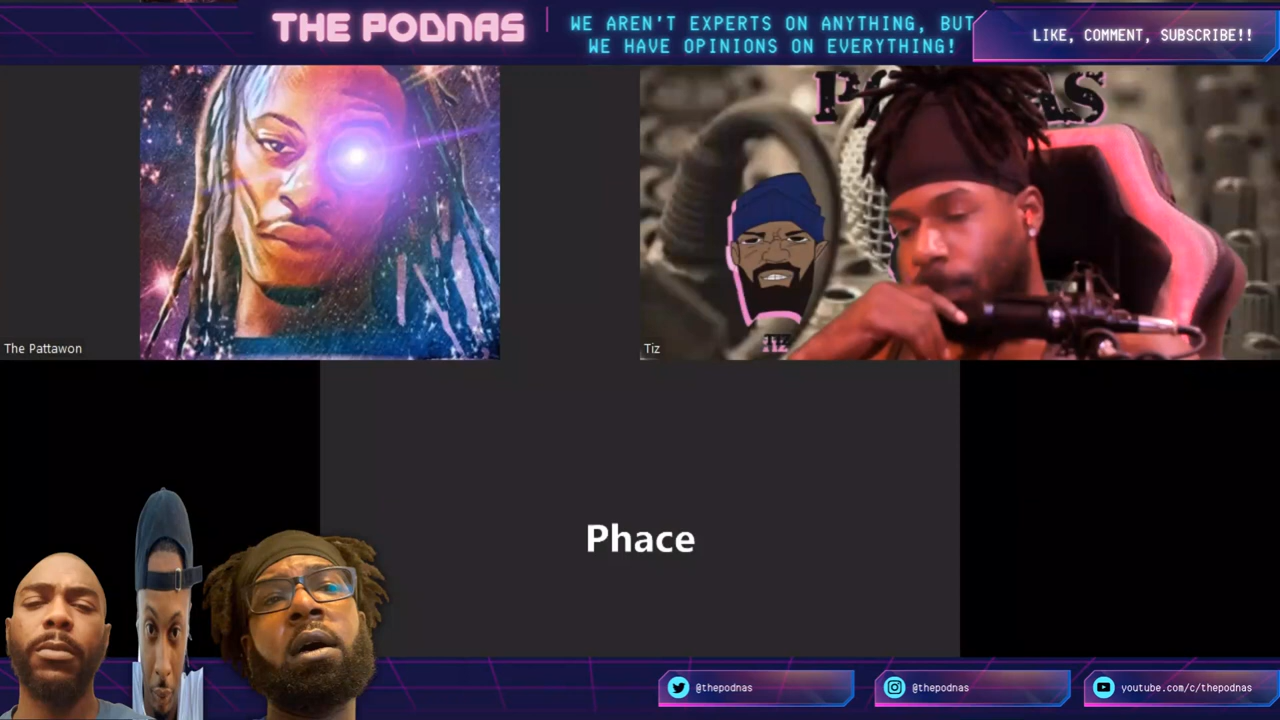 THE PODNAS
WE AREN'T EXPERTS ON ANYTHING, BUT
WE HAVE OPINIONS ON EVERYTHING!
LIKE, COMMENT, SUBSCRIBE!!
The Pattawon
Tiz
TIZ
Phace
@thepodnas
@thepodnas
youtube.com/c/thepodnas